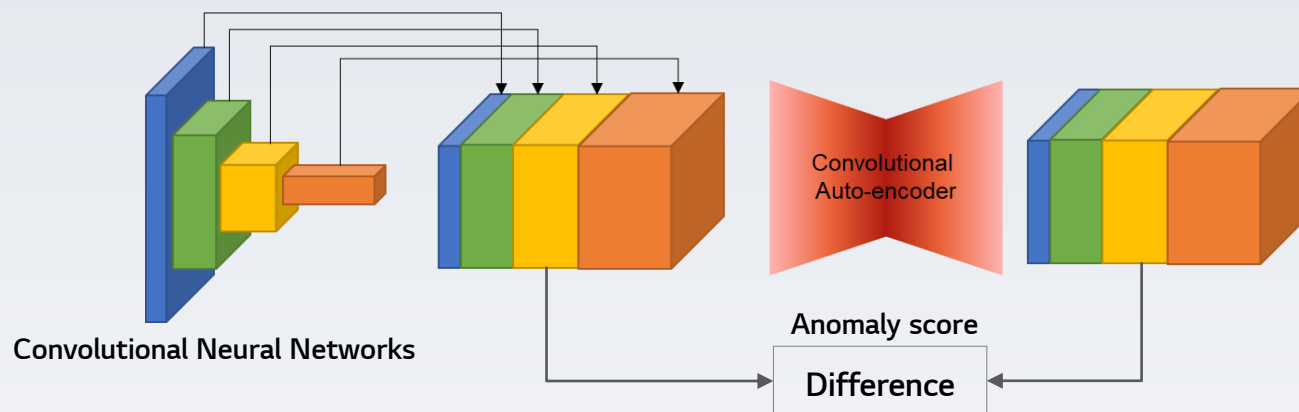 Convolutional
Auto-encoder
Anomaly score
Convolutional Neural Networks
Difference